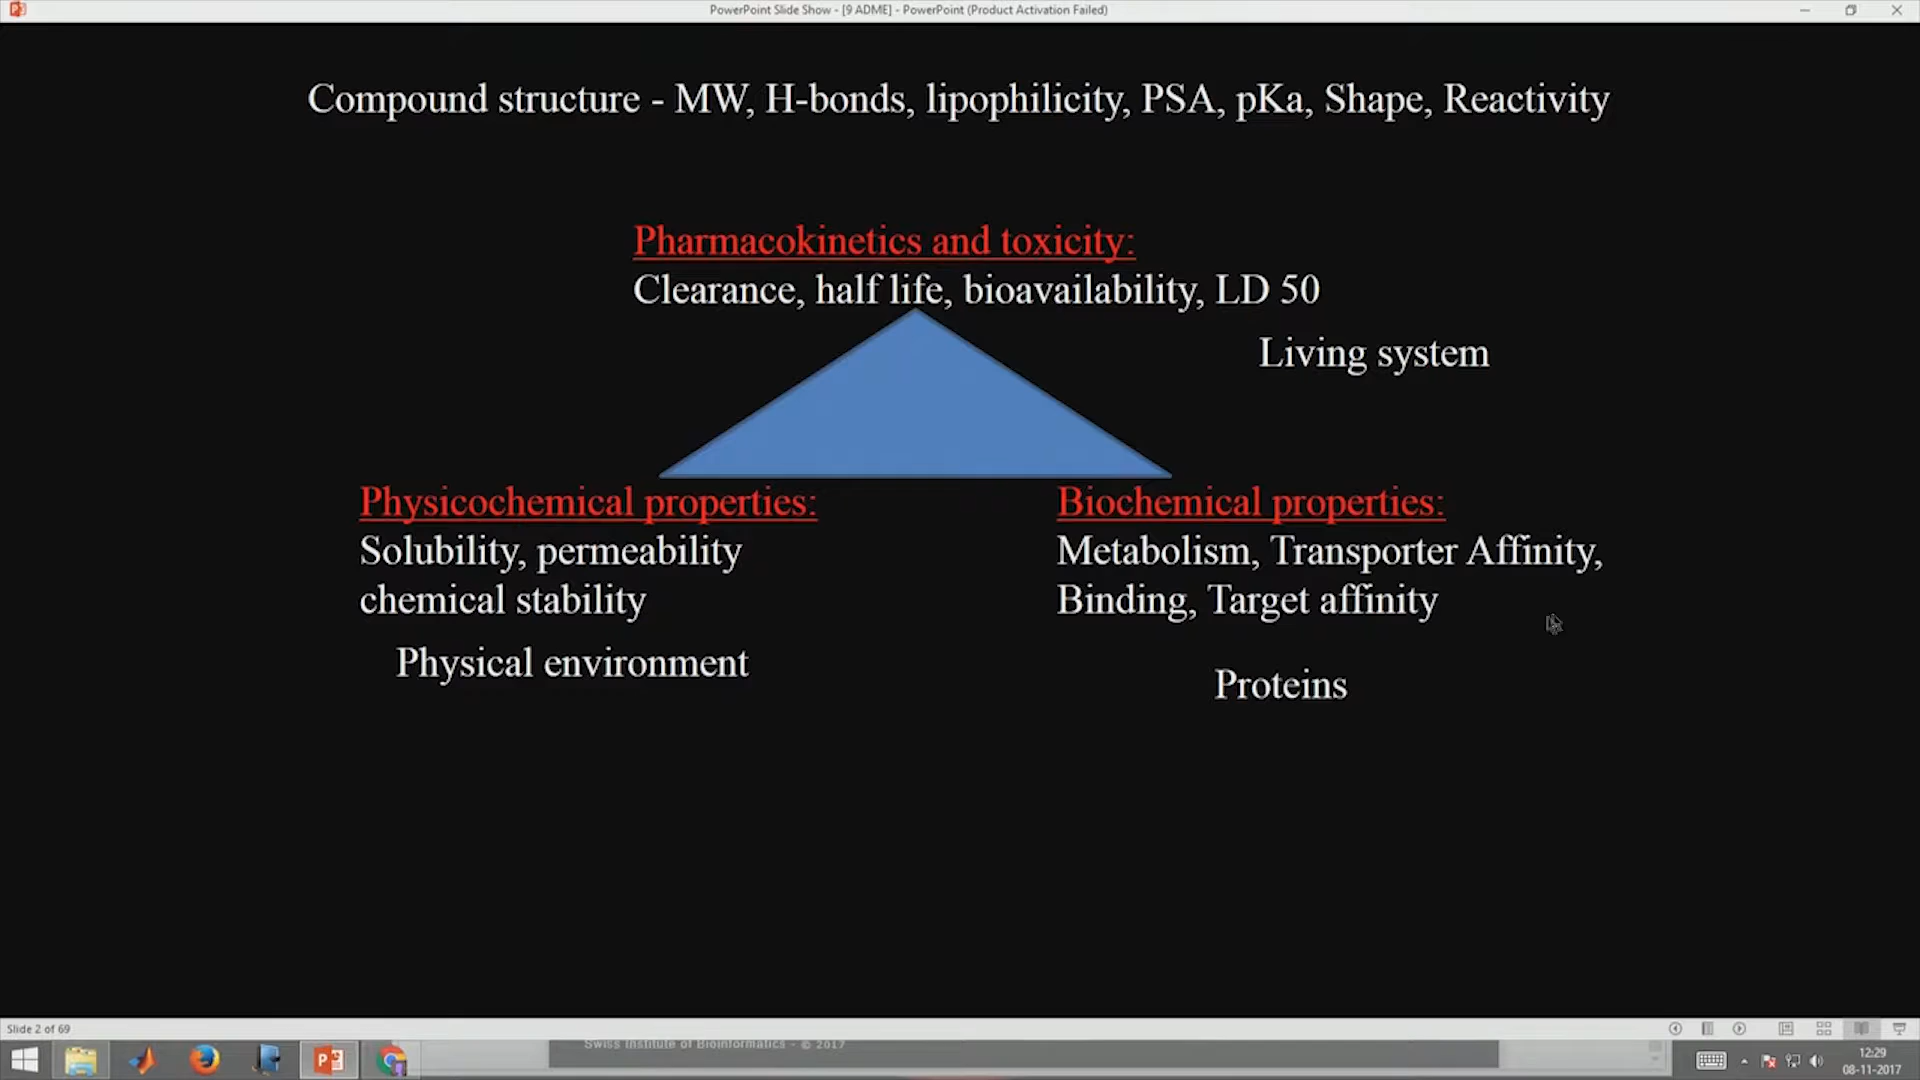 PowerPoint Slide Show - [9 ADME] - PowerPoint (Product Activation Failed)
Compound structure - MW, H-bonds, lipophilicity, PSA, pKa, Shape, Reactivity
Pharmacokinetics and toxicity:
Clearance, half life, bioavailability, LD 50
Living system
Physicochemical properties:
Solubility, permeability
chemical stability
Physical environment
Biochemical properties:
Metabolism, Transporter Affinity,
Binding, Target affinity
Proteins
Slide 2 of 69
Swiss Institute of Bioinformatics - © 2017
12:29
08-11-2017